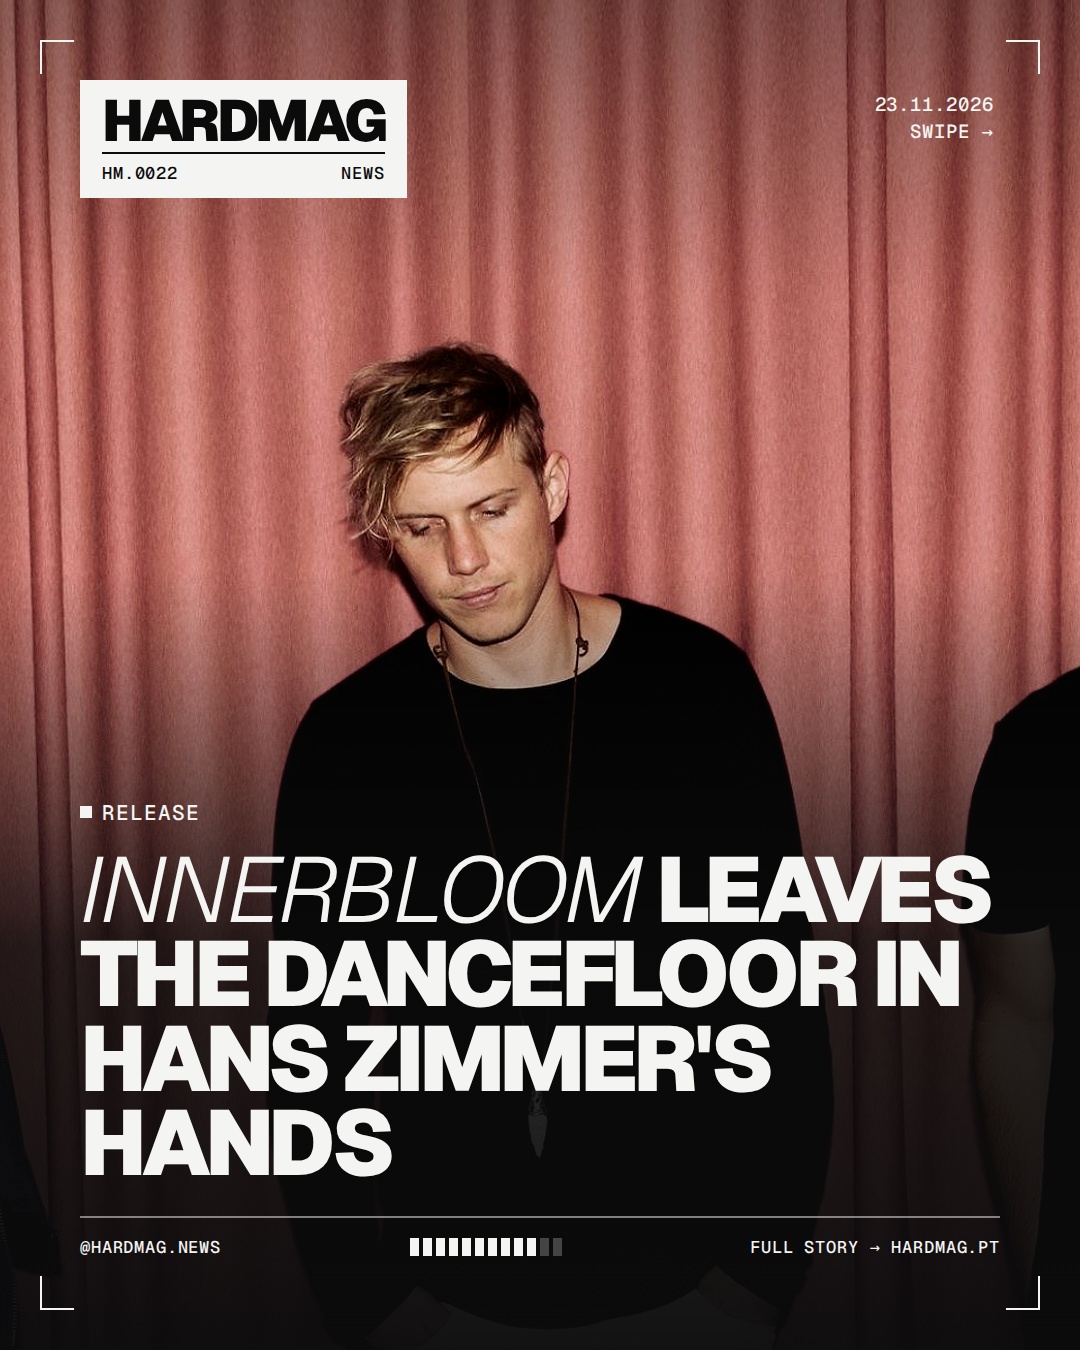 HARDMAG
HM.0022 NEWS
23.11.2026
SWIPE →
RELEASE
INNERBLOOM LEAVES
THE DANCEFLOOR IN
HANS ZIMMER'S
HANDS
@HARDMAG.NEWS
FULL STORY → HARDMAG.PT